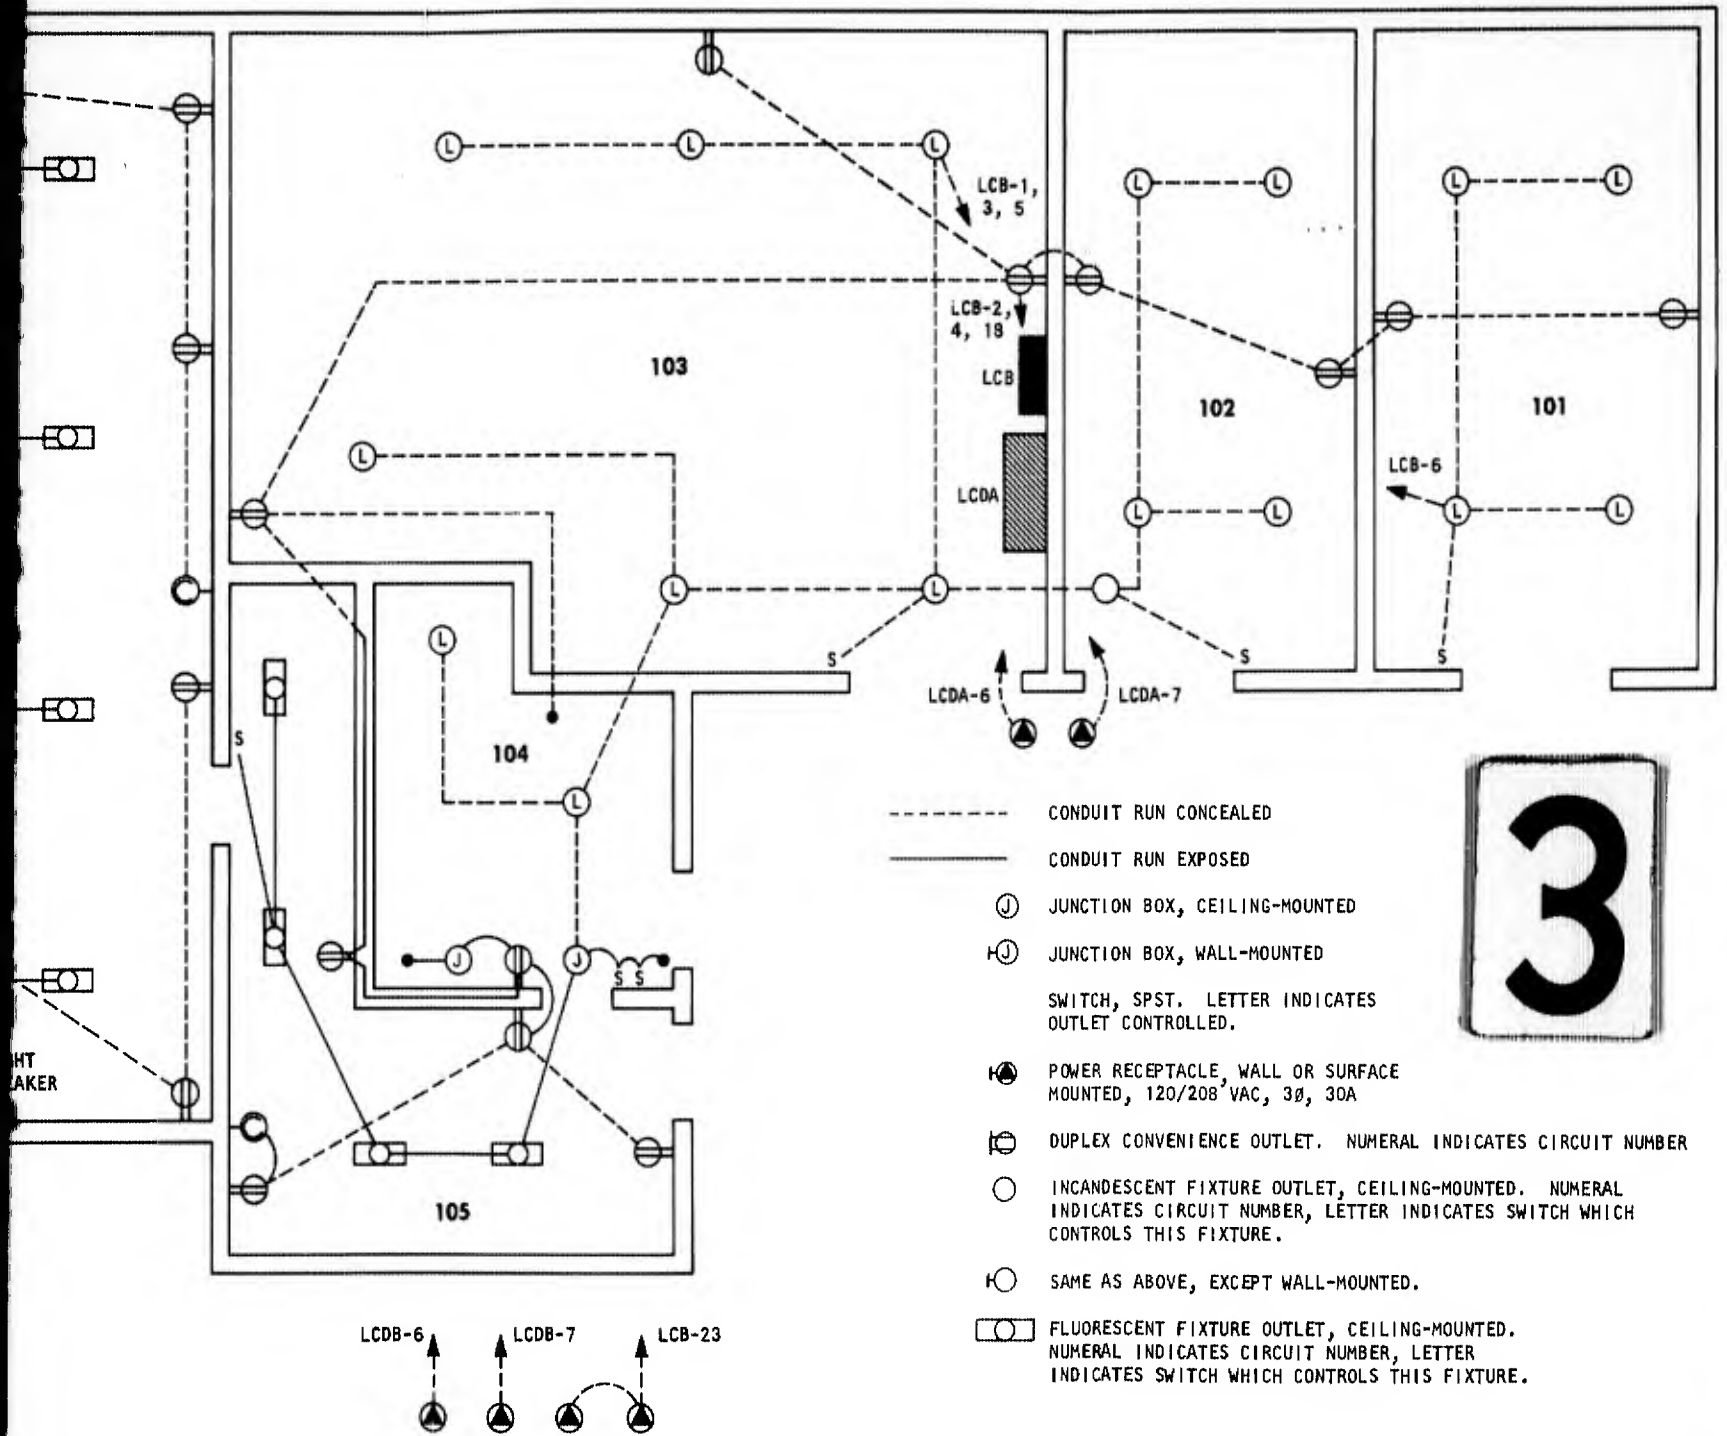 L
L
L
LCB-1,
3, 5
L
L
L
L
LCB-2,
4, 18
103
LCB
102
101
L
LCB-6
LCDA
L
L
L
L
L
L
L
S
S
S
LCDA-6
LCDA-7
S
104
L
CONDUIT RUN CONCEALED
CONDUIT RUN EXPOSED
J JUNCTION BOX, CEILING-MOUNTED
J
J
S S
J JUNCTION BOX, WALL-MOUNTED
SWITCH, SPST. LETTER INDICATES
OUTLET CONTROLLED.
3
HT
AKER
POWER RECEPTACLE, WALL OR SURFACE
MOUNTED, 120/208 VAC, 3ø, 30A
DUPLEX CONVENIENCE OUTLET. NUMERAL INDICATES CIRCUIT NUMBER
INCANDESCENT FIXTURE OUTLET, CEILING-MOUNTED. NUMERAL
INDICATES CIRCUIT NUMBER, LETTER INDICATES SWITCH WHICH
CONTROLS THIS FIXTURE.
105
SAME AS ABOVE, EXCEPT WALL-MOUNTED.
FLUORESCENT FIXTURE OUTLET, CEILING-MOUNTED.
NUMERAL INDICATES CIRCUIT NUMBER, LETTER
INDICATES SWITCH WHICH CONTROLS THIS FIXTURE.
LCDB-6
LCDB-7
LCB-23